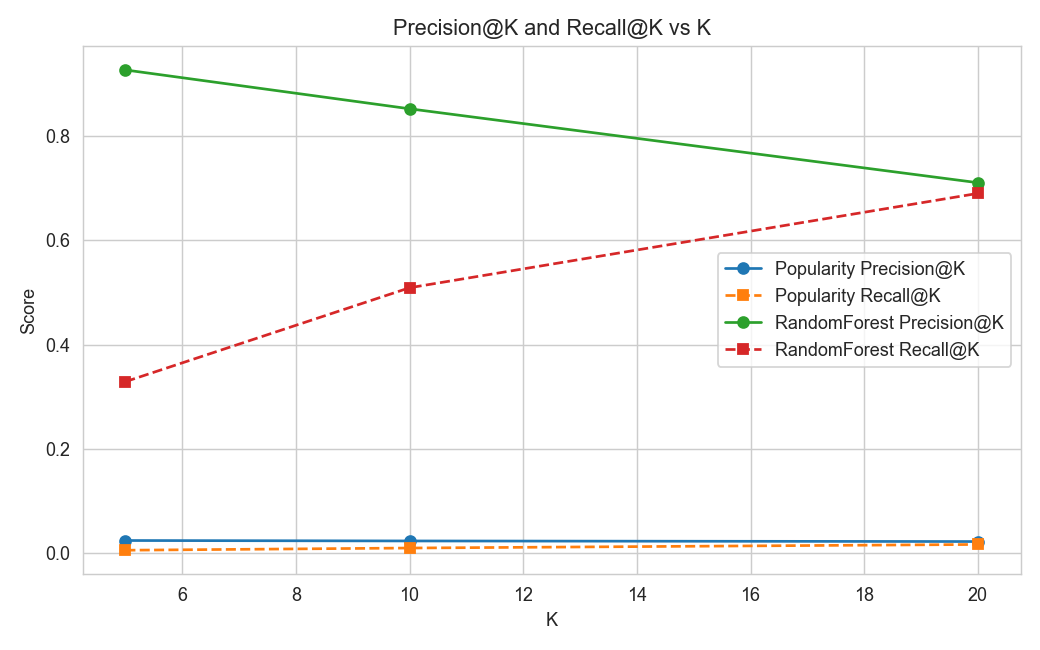 Precision@K and Recall@K vs K
Score
0.8
0.6
0.4
0.2
0.0
Popularity Precision@K
Popularity Recall@K
RandomForest Precision@K
RandomForest Recall@K
6 8 10 12 14 16 18 20
K